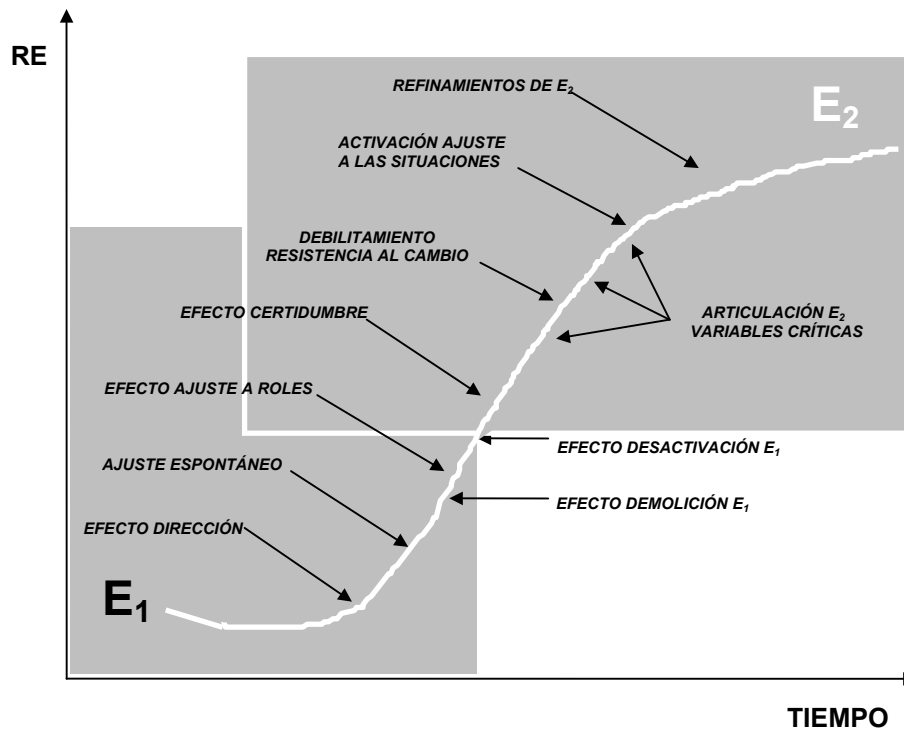 RE
REFINAMIENTOS DE E₂
E₂
ACTIVACIÓN AJUSTE
A LAS SITUACIONES
DEBILITAMIENTO
RESISTENCIA AL CAMBIO
EFECTO CERTIDUMBRE
ARTICULACIÓN E₂
VARIABLES CRÍTICAS
EFECTO AJUSTE A ROLES
EFECTO DESACTIVACIÓN E₁
AJUSTE ESPONTÁNEO
EFECTO DEMOLICIÓN E₁
EFECTO DIRECCIÓN
E₁
TIEMPO